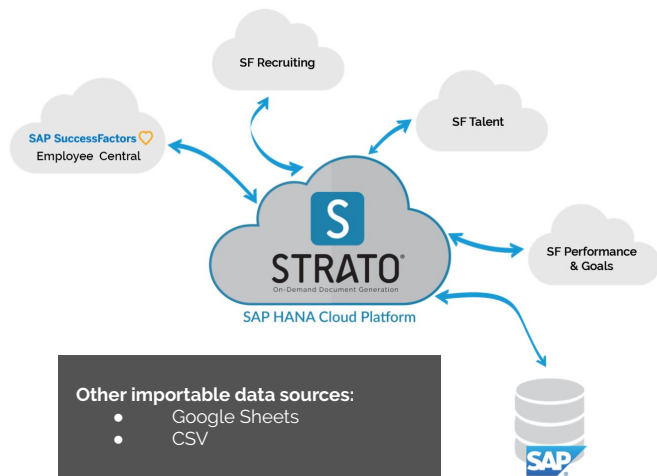 SF Recruiting
SF Talent
SAP SuccessFactors
Employee Central
S
STRATO®
On-Demand Document Generation
SAP HANA Cloud Platform
SF Performance
& Goals
Other importable data sources:
● Google Sheets
● CSV
SAP®